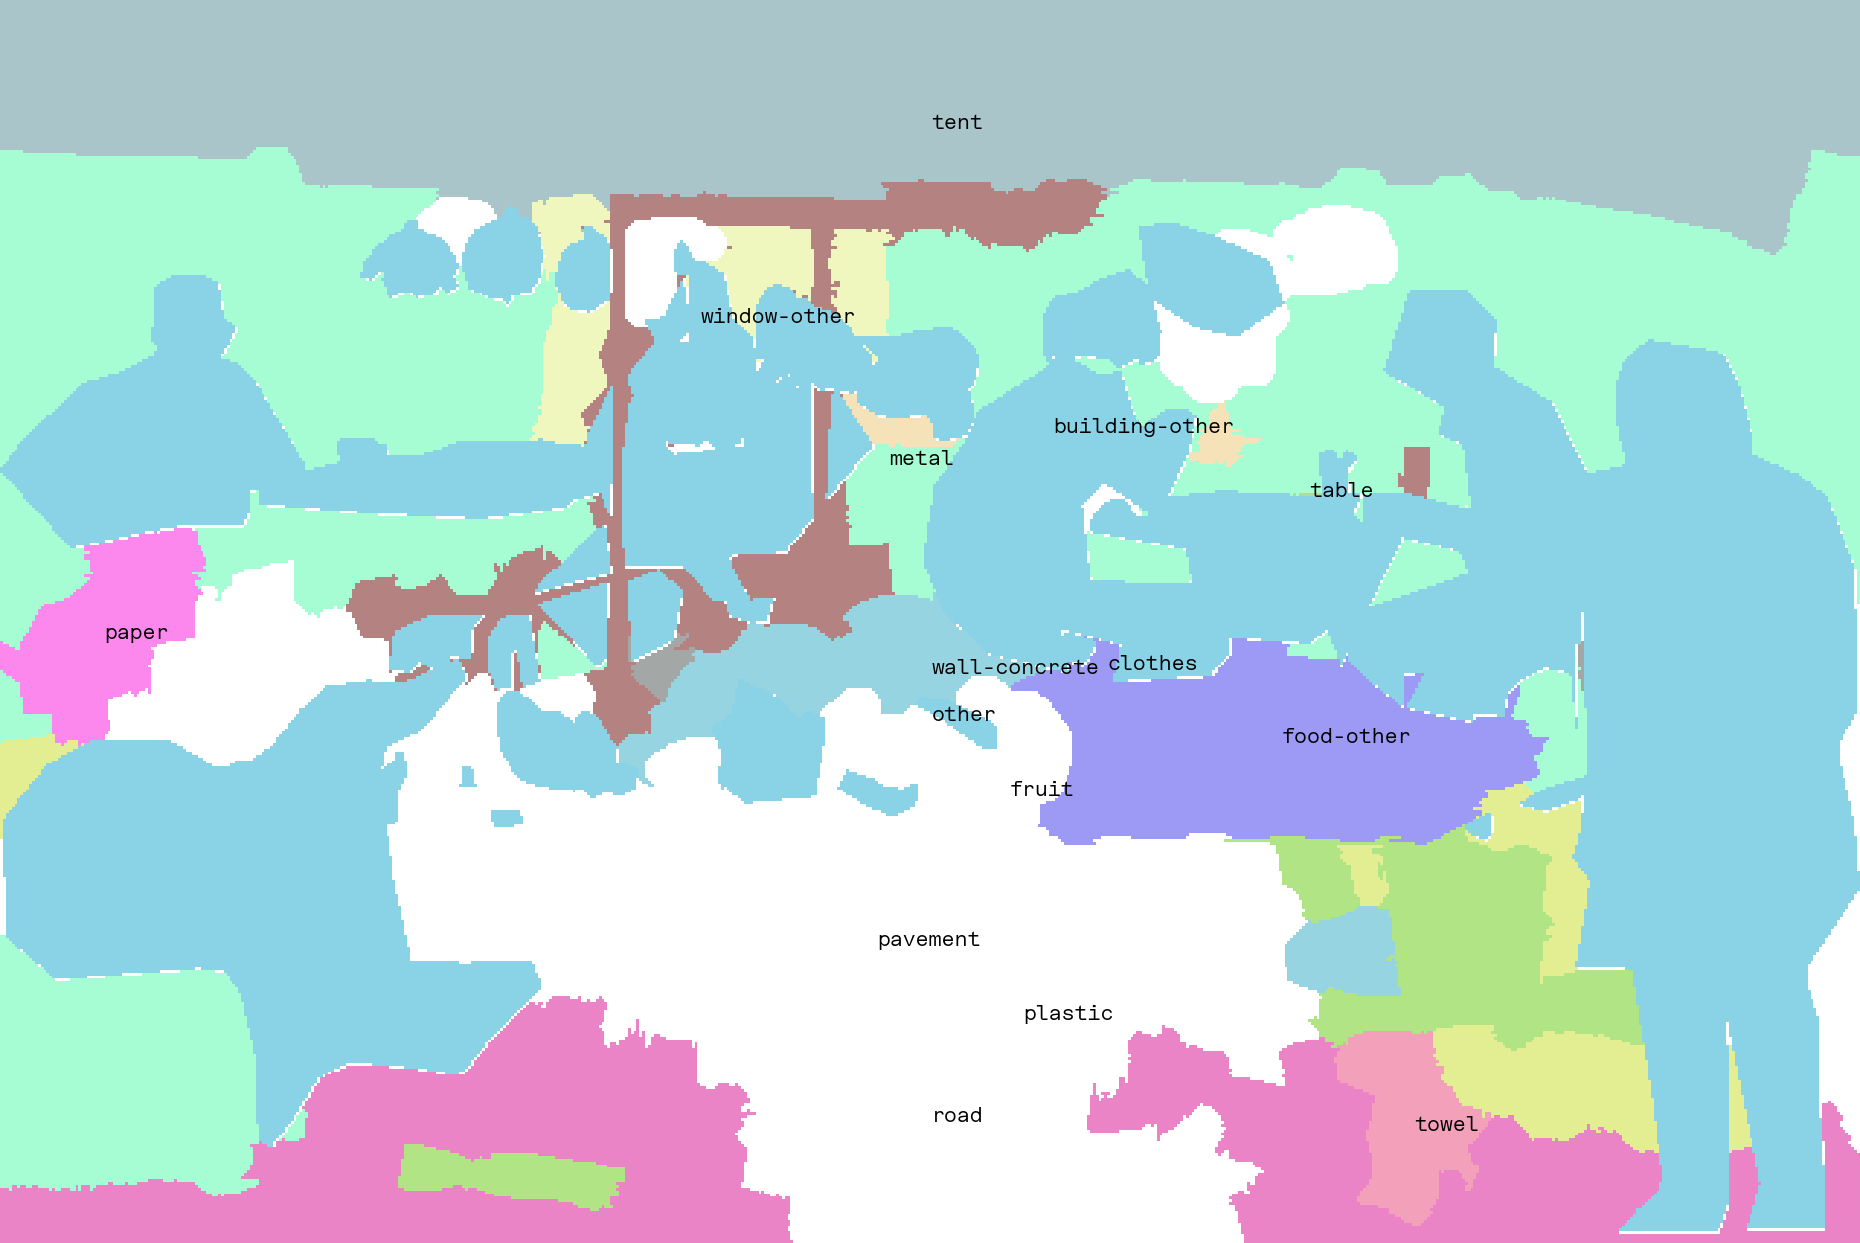 tent
window-other
building-other
metal
table
paper
wall-concrete
clothes
other
food-other
fruit
pavement
plastic
road
towel